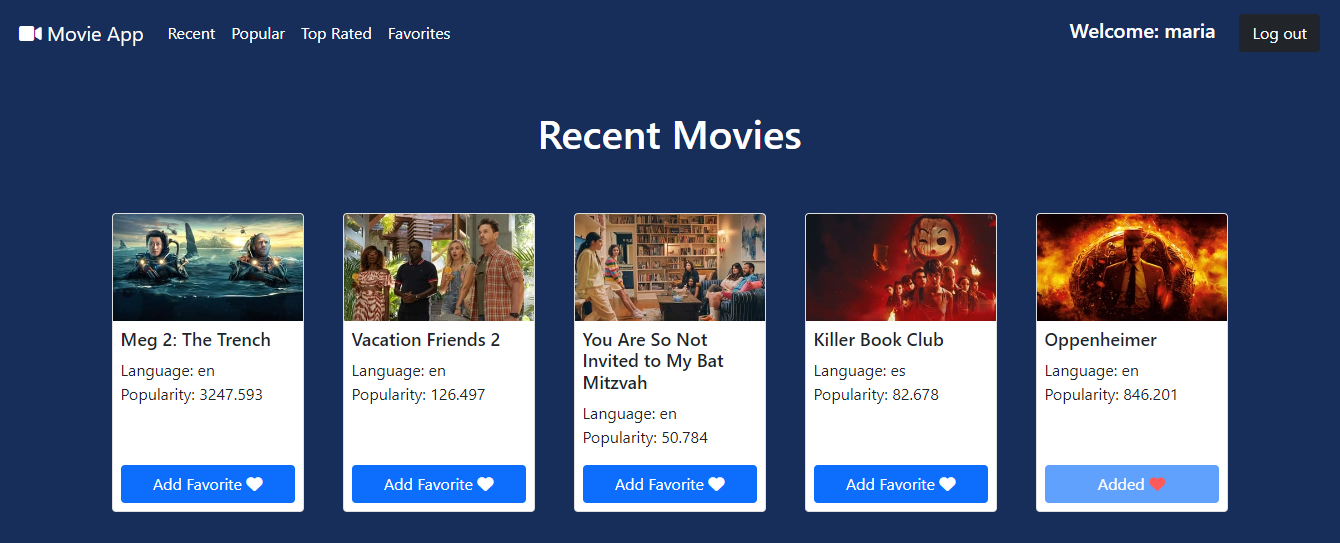 Movie App Recent Popular Top Rated Favorites Welcome: maria Log out
Recent Movies
Meg 2: The Trench
Language: en
Popularity: 3247.593
Add Favorite
Vacation Friends 2
Language: en
Popularity: 126.497
Add Favorite
You Are So Not
Invited to My Bat
Mitzvah
Language: en
Popularity: 50.784
Add Favorite
Killer Book Club
Language: es
Popularity: 82.678
Add Favorite
Oppenheimer
Language: en
Popularity: 846.201
Added